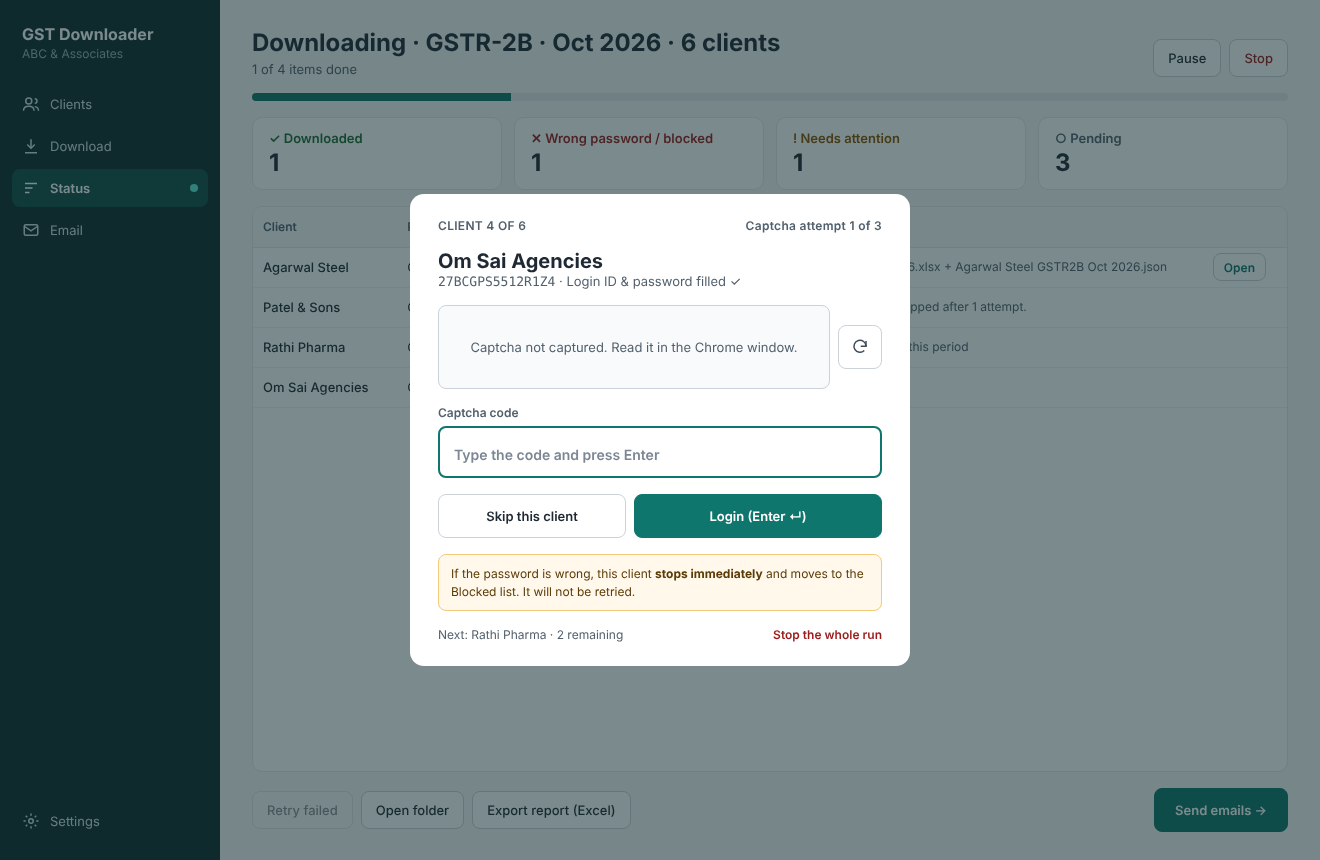 GST Downloader
ABC & Associates
Clients
Download
Status
Email
Settings
Downloading · GSTR-2B · Oct 2026 · 6 clients
1 of 4 items done
Pause
Stop
✓ Downloaded
1
✕ Wrong password / blocked
1
! Needs attention
1
○ Pending
3
Client
Agarwal Steel
.xlsx + Agarwal Steel GSTR2B Oct 2026.json
Open
Patel & Sons
after 1 attempt.
Rathi Pharma
this period
Om Sai Agencies
CLIENT 4 OF 6
Captcha attempt 1 of 3
Om Sai Agencies
27BCGPS5512R1Z4 · Login ID & password filled ✓
Captcha not captured. Read it in the Chrome window.
Captcha code
Type the code and press Enter
Skip this client
Login (Enter ↵)
If the password is wrong, this client stops immediately and moves to the
Blocked list. It will not be retried.
Next: Rathi Pharma · 2 remaining
Stop the whole run
Retry failed
Open folder
Export report (Excel)
Send emails →